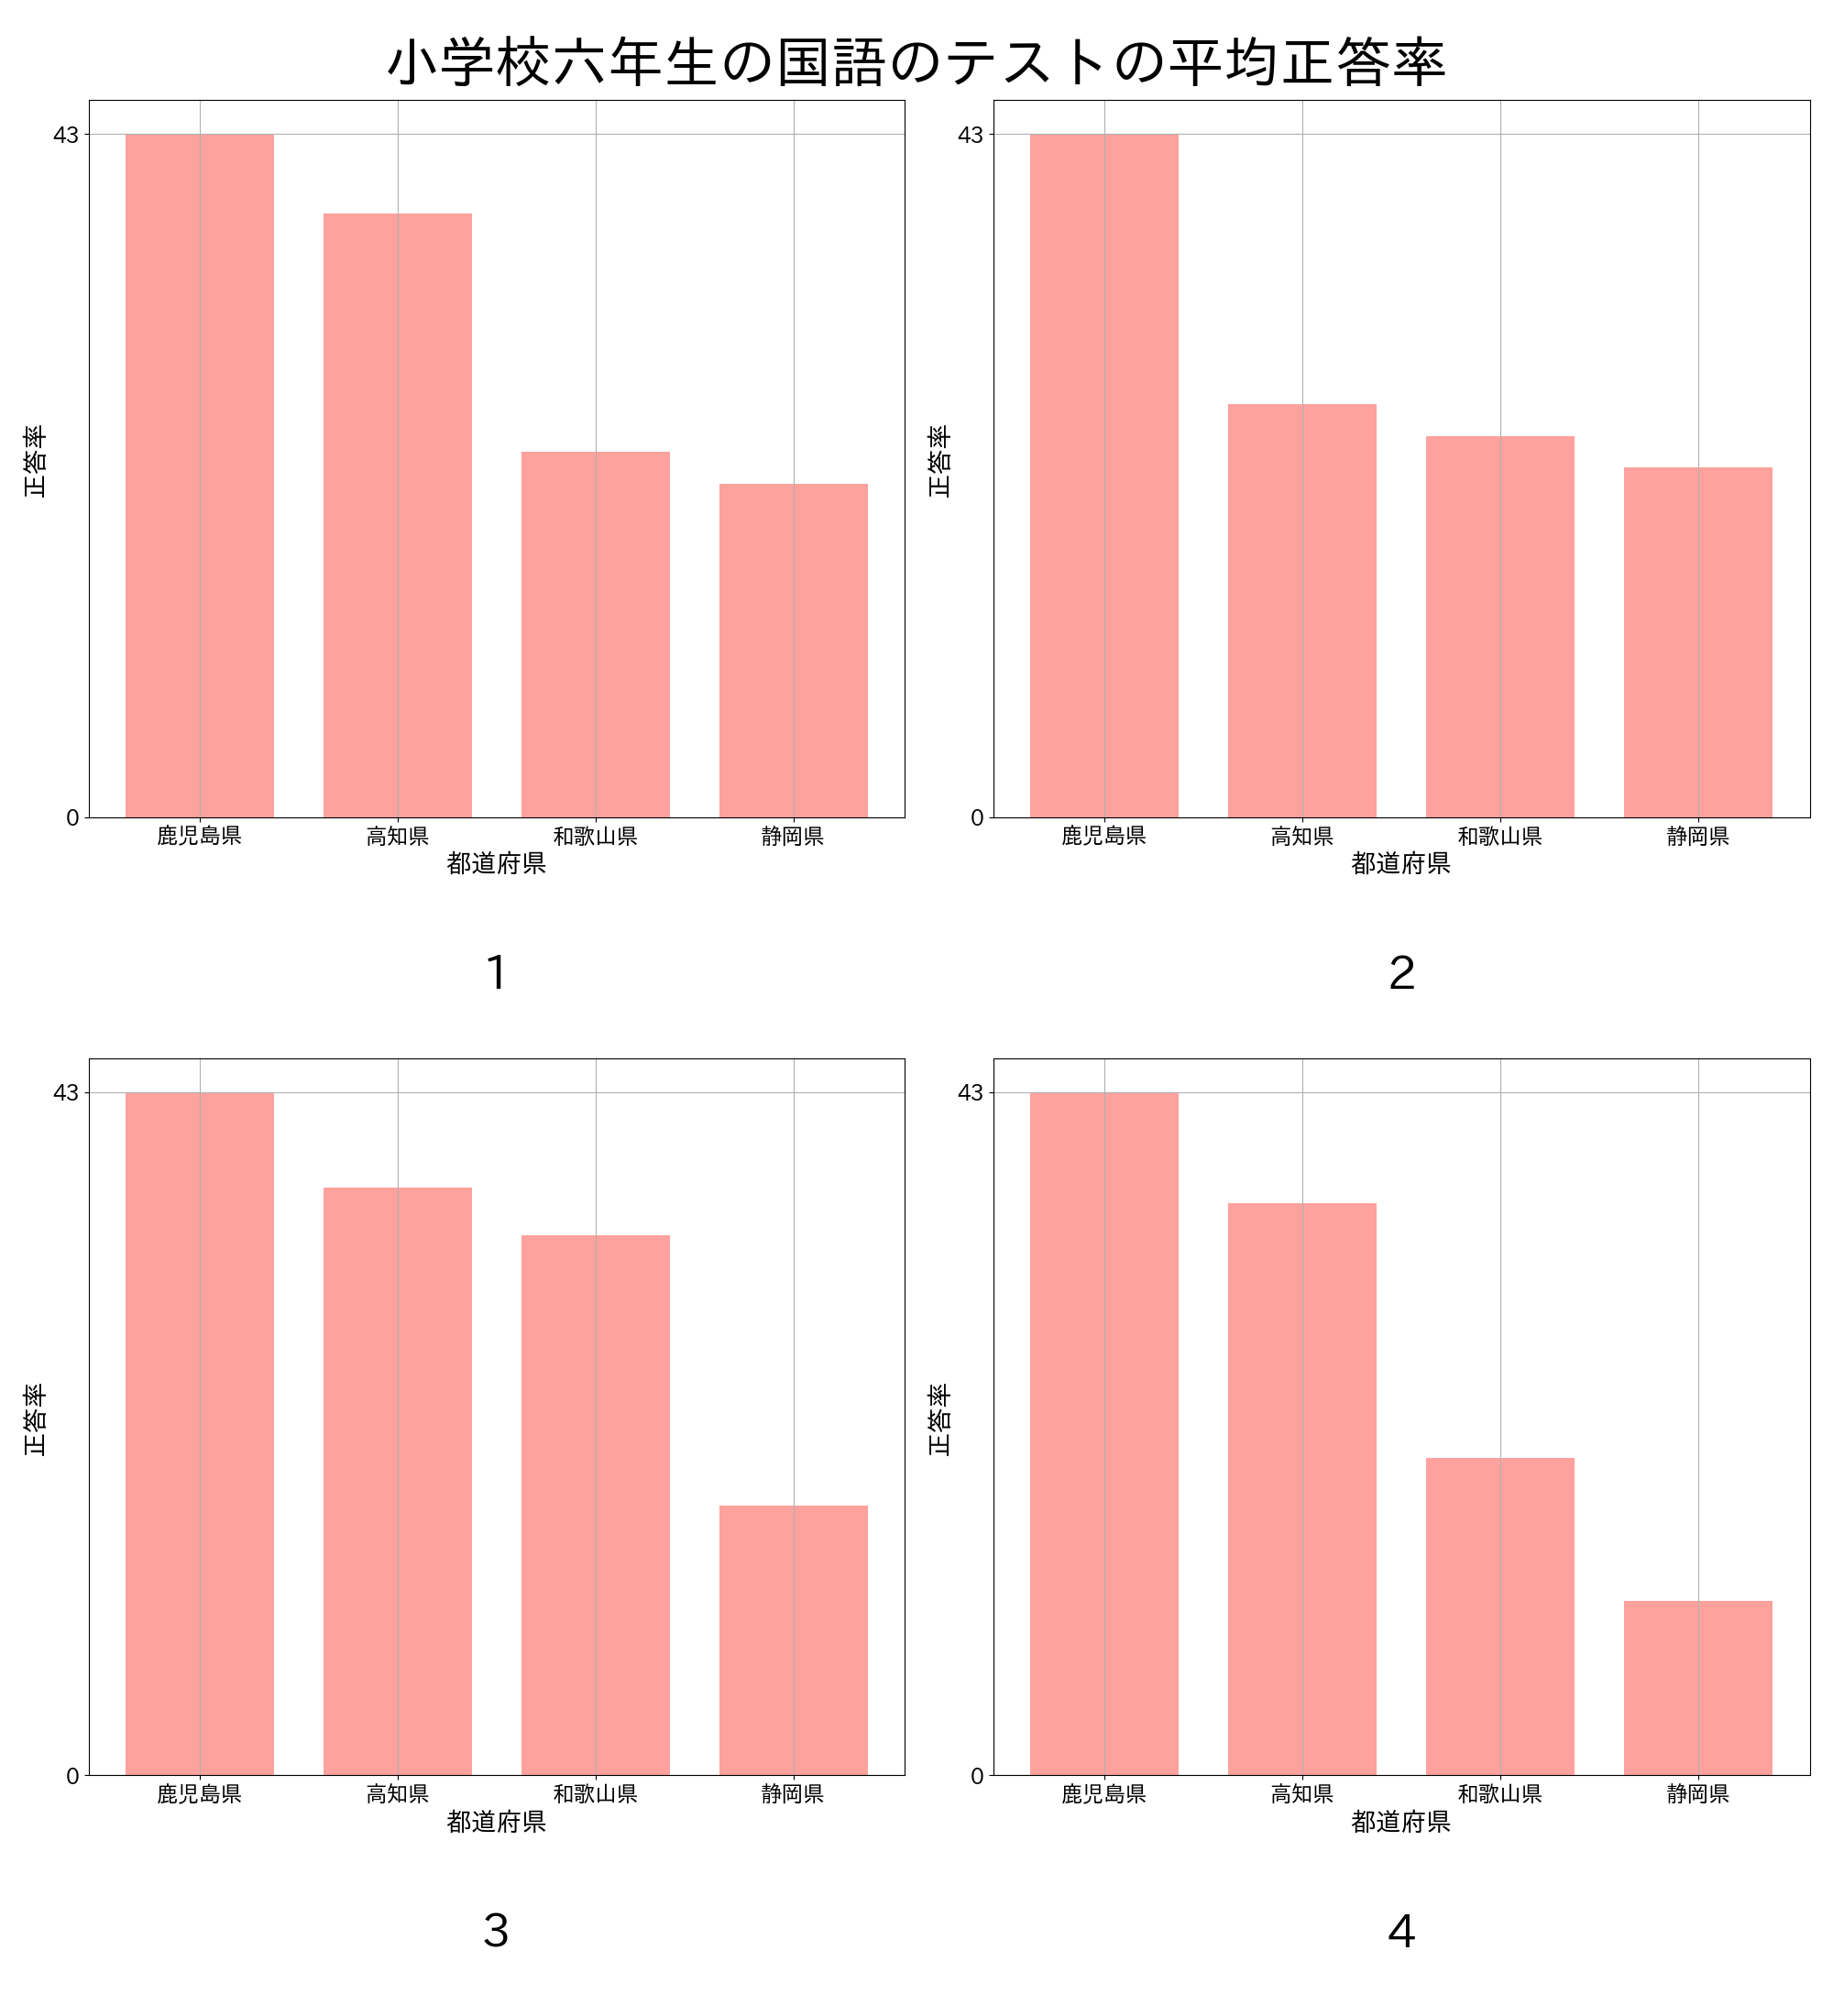 小学校六年生の国語のテストの平均正答率
43
正答率
0
鹿児島県 高知県 和歌山県 静岡県
都道府県
1
43
正答率
0
鹿児島県 高知県 和歌山県 静岡県
都道府県
2
43
正答率
0
鹿児島県 高知県 和歌山県 静岡県
都道府県
3
43
正答率
0
鹿児島県 高知県 和歌山県 静岡県
都道府県
4